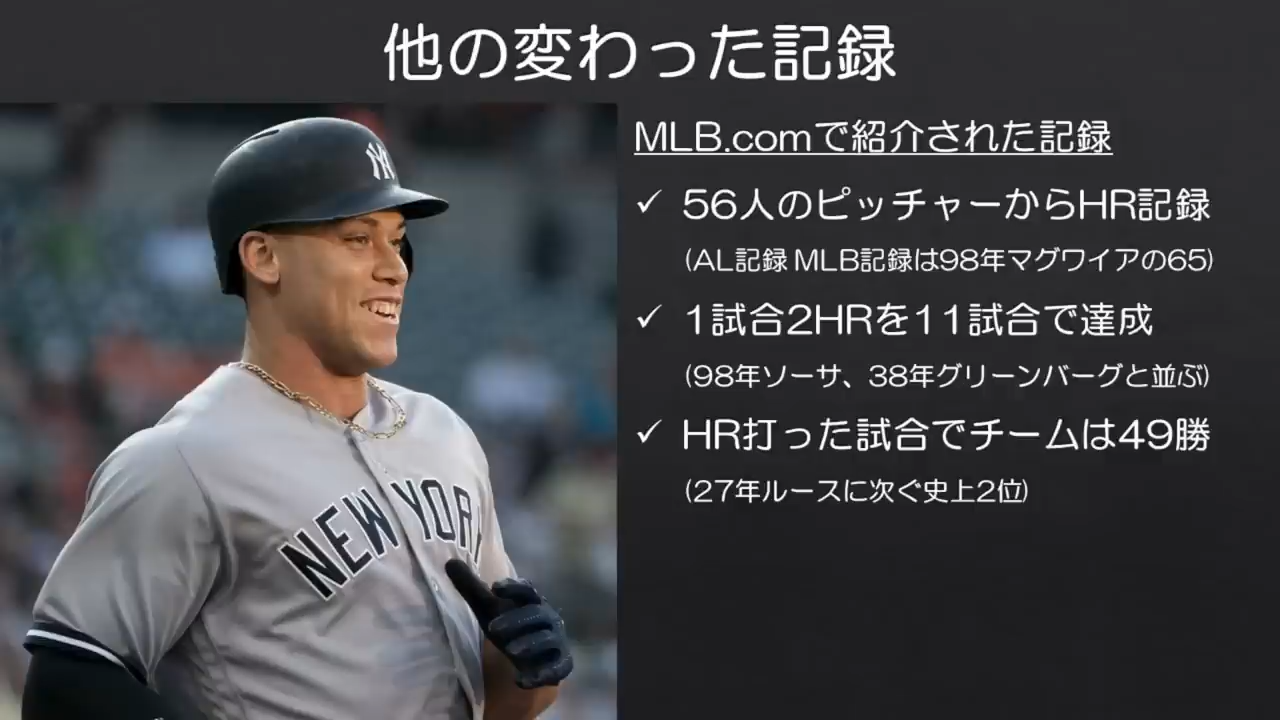 他の変わった記録
MLB.comで紹介された記録
✓ 56人のピッチャーからHR記録
(AL記録 MLB記録は98年マグワイアの65)
✓ 1試合2HRを11試合で達成
(98年ソーサ、38年グリーンバーグと並ぶ)
✓ HR打った試合でチームは49勝
(27年ルースに次ぐ史上2位)
NY
NEW YORK